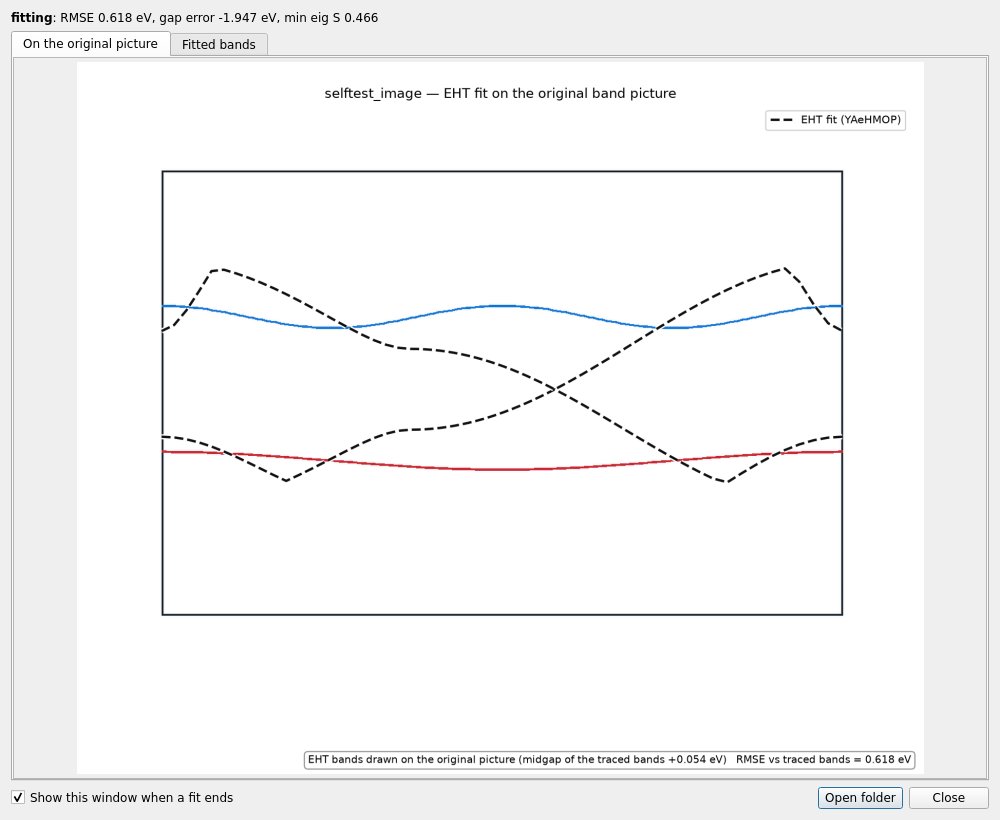 fitting: RMSE 0.618 eV, gap error -1.947 eV, min eig S 0.466
On the original picture
Fitted bands
selftest_image — EHT fit on the original band picture
EHT fit (YAeHMOP)
EHT bands drawn on the original picture (midgap of the traced bands +0.054 eV)   RMSE vs traced bands = 0.618 eV
Show this window when a fit ends
Open folder
Close